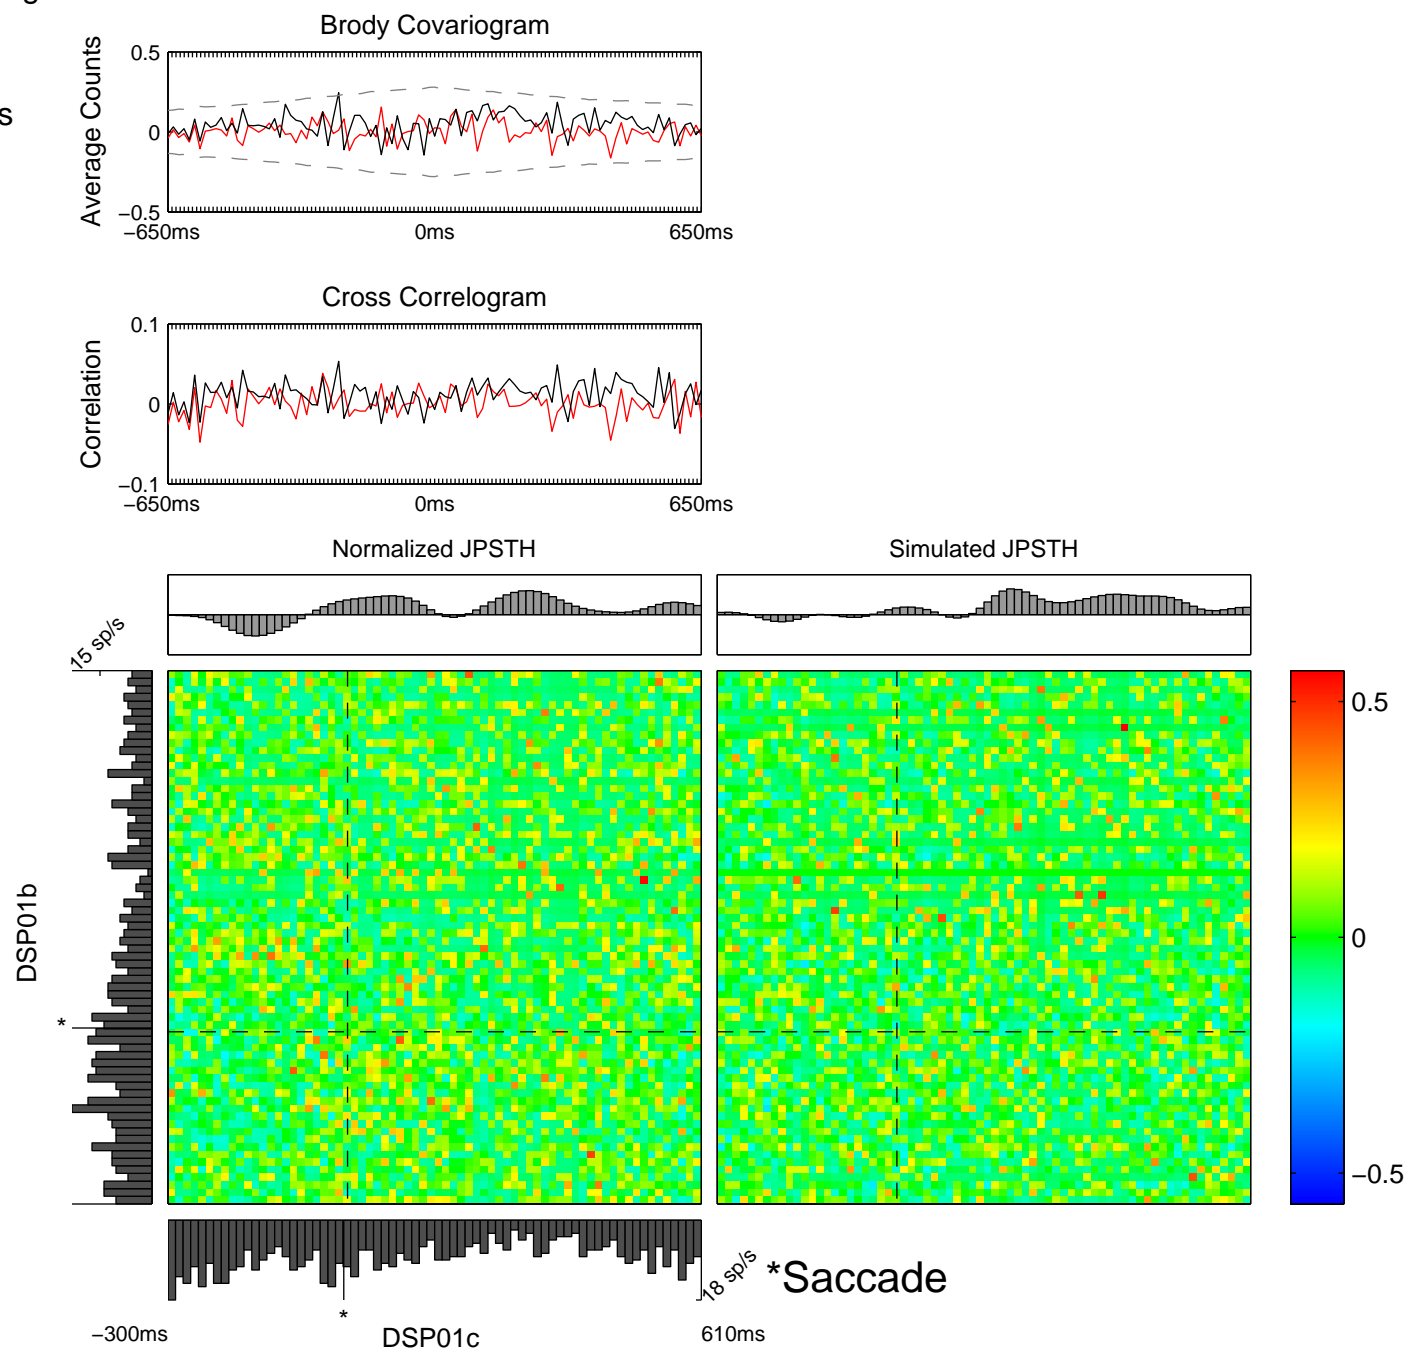 g
Brody Covariogram
s
Average Counts
0.5
0
−0.5
−650ms 0ms 650ms
Cross Correlogram
Correlation
0.1
0
−0.1
−650ms 0ms 650ms
Normalized JPSTH
Simulated JPSTH
15 sp/s
DSP01b
*
0.5
0
−0.5
18 sp/s
*Saccade
*
−300ms DSP01c 610ms